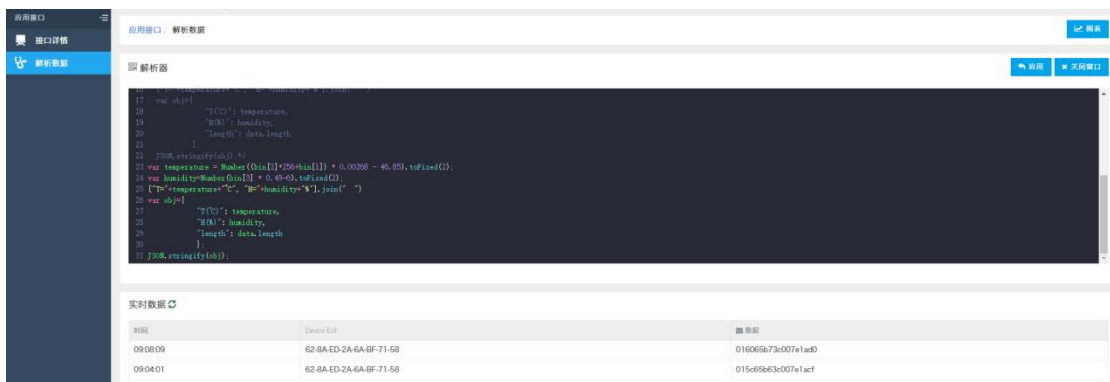 应用接口
接口详情
解析数据
应用接口 / 解析数据
图表
解析器
应用
关闭窗口
17 var obj={
18 "T(℃)": temperature,
19 "H(%)": humidity,
20 "length": data.length
21 };
22 JSON.stringify(obj);*/
23 var temperature = Number((bin[2]*256+bin[1]) * 0.00268 - 46.85).toFixed(2);
24 var humidity=Number(bin[3] * 0.49-6).toFixed(2);
25 ["T="+temperature+"℃", "H="+humidity+"%"].join(" ")
26 var obj={
27 "T(℃)": temperature,
28 "H(%)": humidity,
29 "length": data.length
30 };
31 JSON.stringify(obj);
实时数据
时间 Device EUI 数据
09:08:09 62-8A-ED-2A-6A-BF-71-58 016065b73c007e1ad0
09:04:01 62-8A-ED-2A-6A-BF-71-58 015c65b63c007e1acf